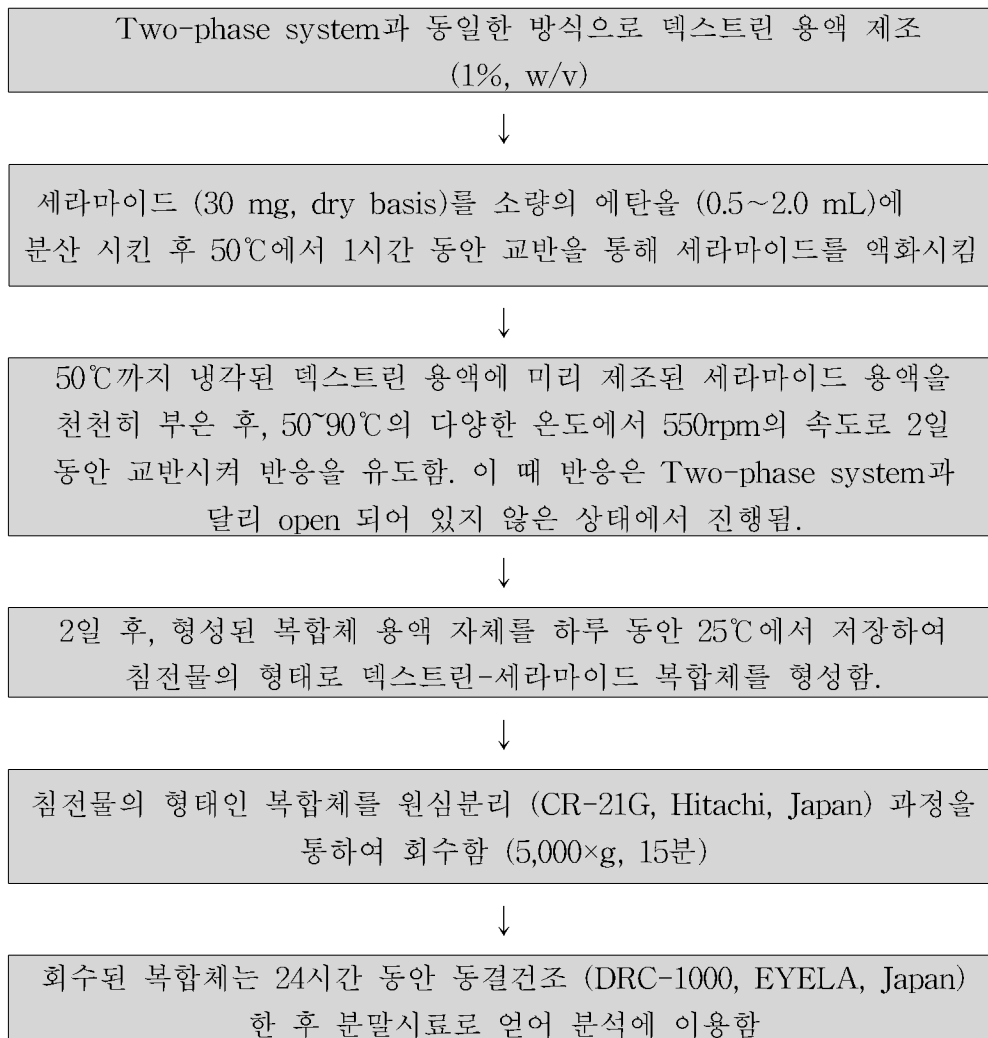 Two-phase system과 동일한 방식으로 덱스트린 용액 제조
(1%, w/v)
↓
세라마이드 (30 mg, dry basis)를 소량의 에탄올 (0.5~2.0 mL)에
분산 시킨 후 50℃에서 1시간 동안 교반을 통해 세라마이드를 액화시킴
↓
50℃까지 냉각된 덱스트린 용액에 미리 제조된 세라마이드 용액을
천천히 부은 후, 50~90℃의 다양한 온도에서 550rpm의 속도로 2일
동안 교반시켜 반응을 유도함. 이 때 반응은 Two-phase system과
달리 open 되어 있지 않은 상태에서 진행됨.
↓
2일 후, 형성된 복합체 용액 자체를 하루 동안 25℃에서 저장하여
침전물의 형태로 덱스트린-세라마이드 복합체를 형성함.
↓
침전물의 형태인 복합체를 원심분리 (CR-21G, Hitachi, Japan) 과정을
통하여 회수함 (5,000×g, 15분)
↓
회수된 복합체는 24시간 동안 동결건조 (DRC-1000, EYELA, Japan)
한 후 분말시료로 얻어 분석에 이용함